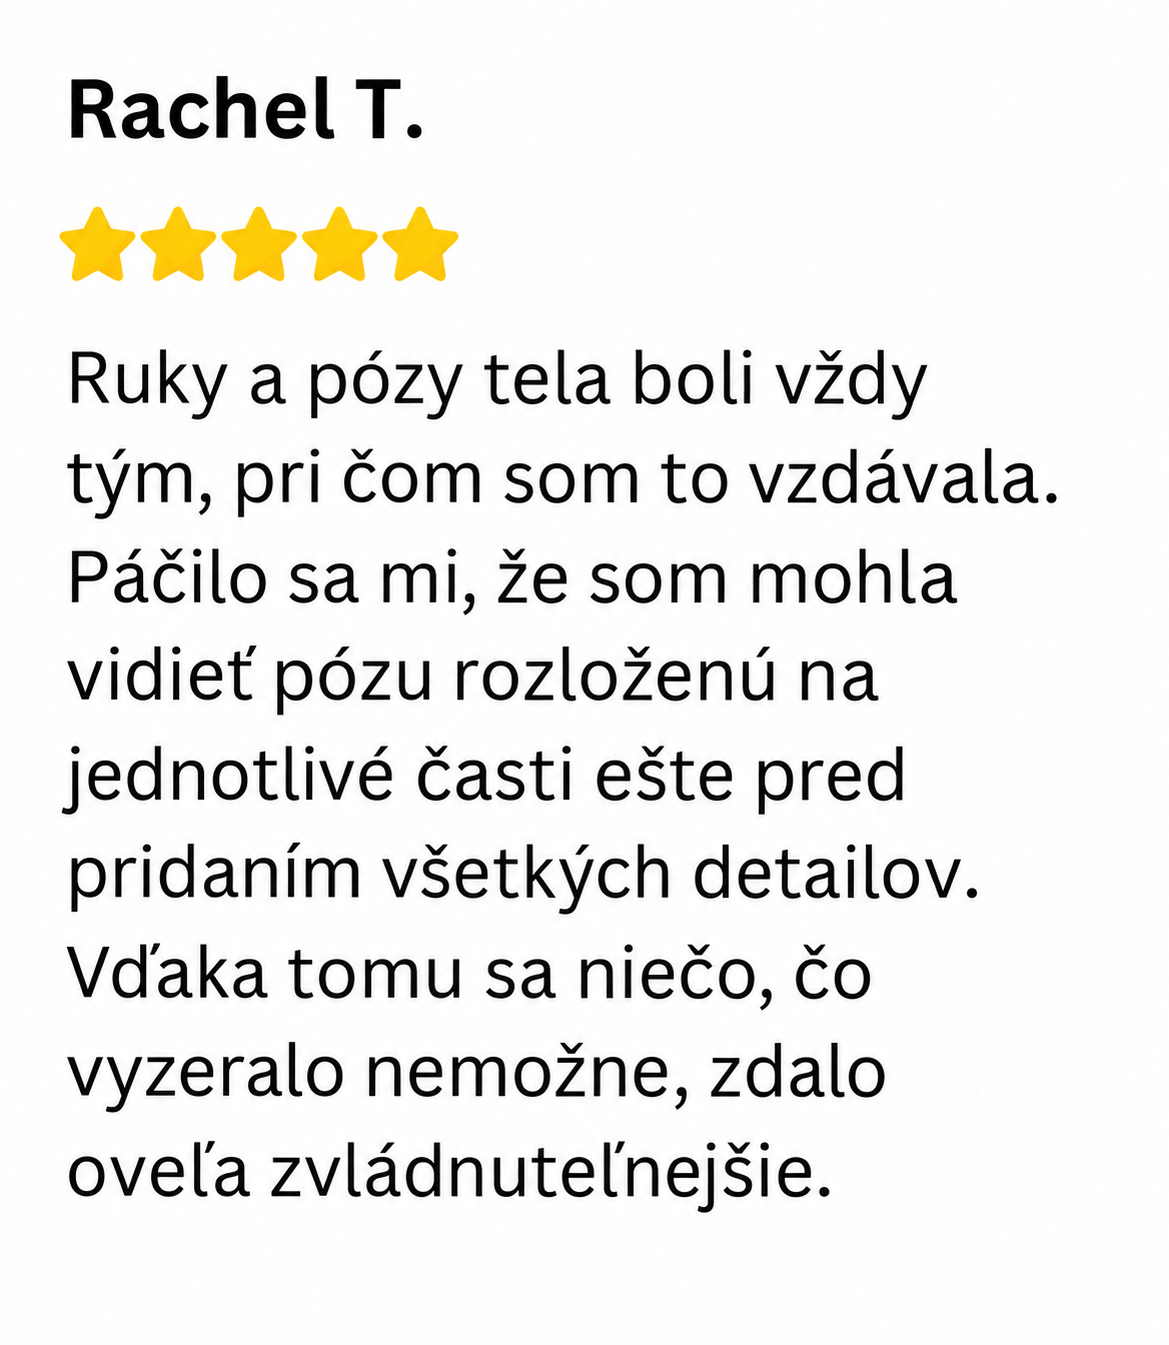 Rachel T.
Ruky a pózy tela boli vždy
tým, pri čom som to vzdávala.
Páčilo sa mi, že som mohla
vidieť pózu rozloženú na
jednotlivé časti ešte pred
pridaním všetkých detailov.
Vďaka tomu sa niečo, čo
vyzeralo nemožne, zdalo
oveľa zvládnuteľnejšie.